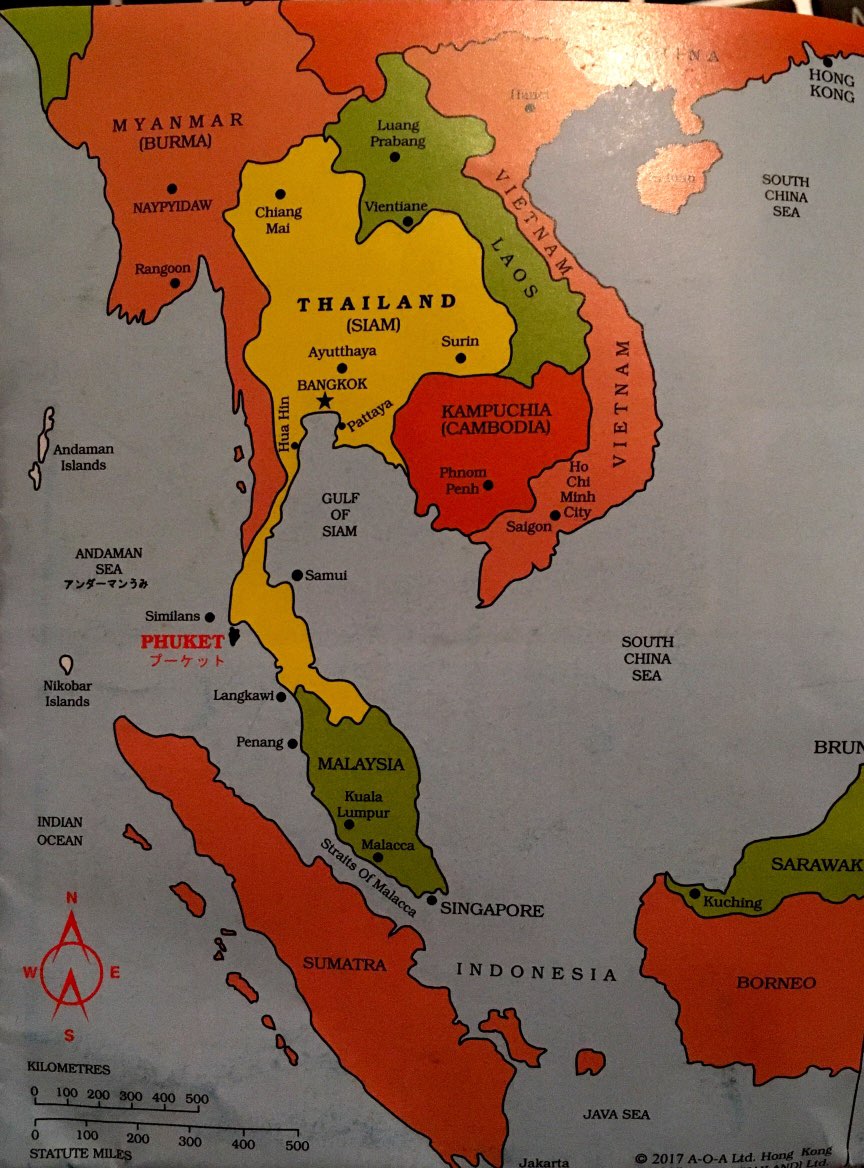 HONG
KONG
MYANMAR
(BURMA)
Hanoi
Luang
Prabang
SOUTH
CHINA
SEA
NAYPYIDAW
Chiang
Mai
Vientiane
VIETNAM
LAOS
Rangoon
THAILAND
(SIAM)
Ayutthaya
Surin
BANGKOK
Hua Hin
Pattaya
KAMPUCHIA
(CAMBODIA)
VIETNAM
Andaman
Islands
Phnom
Penh
Ho
Chi
Minh
City
Saigon
GULF
OF
SIAM
ANDAMAN
SEA
アンダーマンうみ
Samui
Similans
PHUKET
プーケット
SOUTH
CHINA
SEA
Nikobar
Islands
Langkawi
Penang
BRUN
MALAYSIA
Kuala
Lumpur
INDIAN
OCEAN
Malacca
Straits Of Malacca
SARAWAK
Kuching
SINGAPORE
N
W E
S
SUMATRA
INDONESIA
BORNEO
KILOMETRES
0 100 200 300 400 500
0 100 200 300 400 500
STATUTE MILES
JAVA SEA
Jakarta
© 2017 A-O-A Ltd. Hong Kong
Ltd.